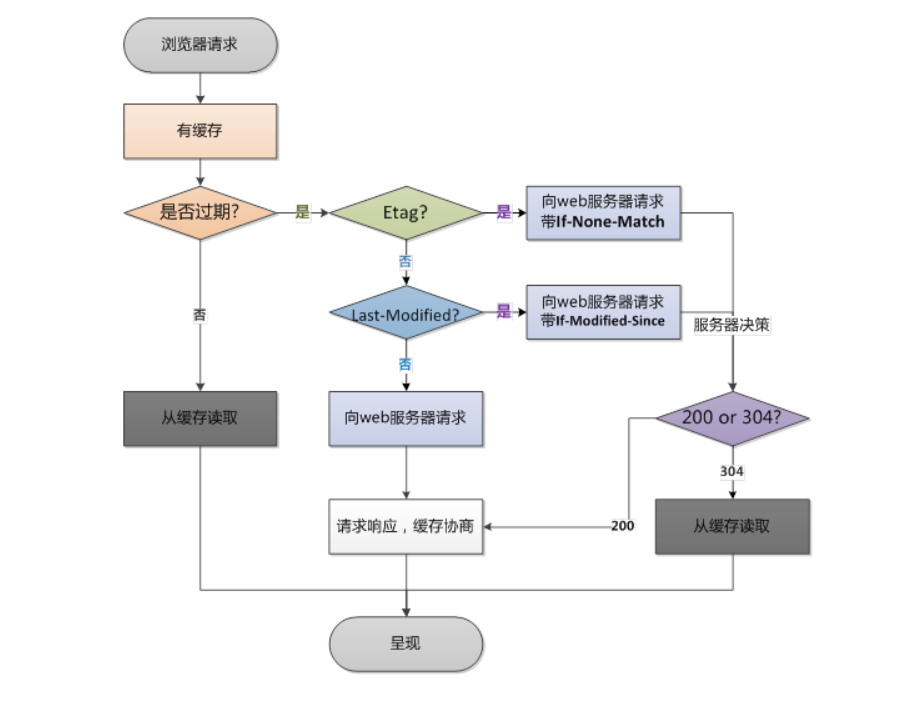 浏览器请求
有缓存
是否过期?
是
Etag?
是
向web服务器请求
带If-None-Match
否
否
Last-Modified?
是
向web服务器请求
带If-Modified-Since
服务器决策
否
从缓存读取
向web服务器请求
200 or 304?
304
请求响应，缓存协商
200
从缓存读取
呈现